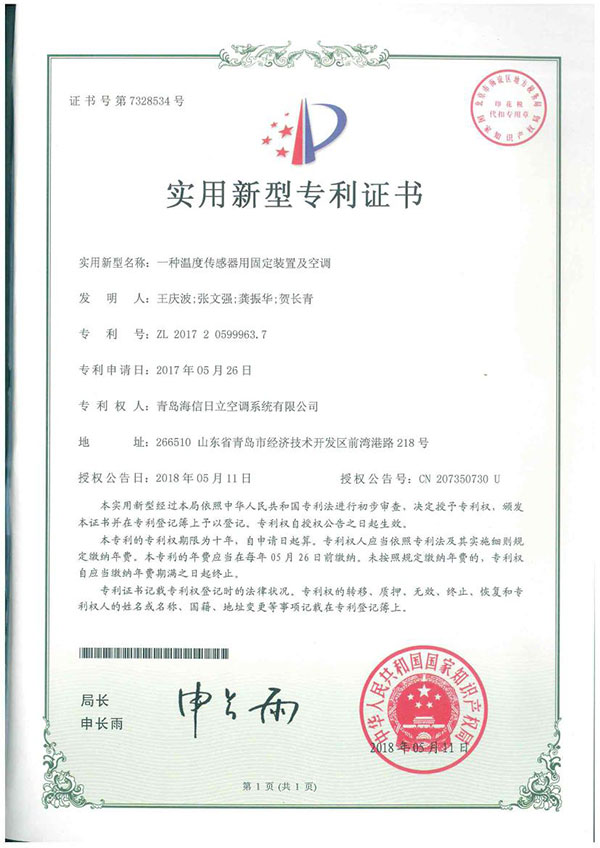 证书号第7328534号
印花税
代扣专用章
实用新型专利证书
实用新型名称：一种温度传感器用固定装置及空调
发明人：王庆波;张文强;龚振华;贺长青
专利号：ZL 2017 2 0599963.7
专利申请日：2017年05月26日
专利权人：青岛海信日立空调系统有限公司
地址：266510 山东省青岛市经济技术开发区前湾港路218号
授权公告日：2018年05月11日 授权公告号：CN 207350730 U
本实用新型经过本局依照中华人民共和国专利法进行初步审查，决定授予专利权，颁发
本证书并在专利登记簿上予以登记。专利权自授权公告之日起生效。
本专利的专利权期限为十年，自申请日起算。专利权人应当依照专利法及其实施细则规
定缴纳年费。本专利的年费应当在每年05月26日前缴纳。未按照规定缴纳年费的，专利权
自应当缴纳年费期满之日起终止。
专利证书记载专利权登记时的法律状况。专利权的转移、质押、无效、终止、恢复和专
利权人的姓名或名称、国籍、地址变更等事项记载在专利登记簿上。
局长
申长雨
申长雨
中华人民共和国国家知识产权局
2018年05月11日
第1页(共1页)